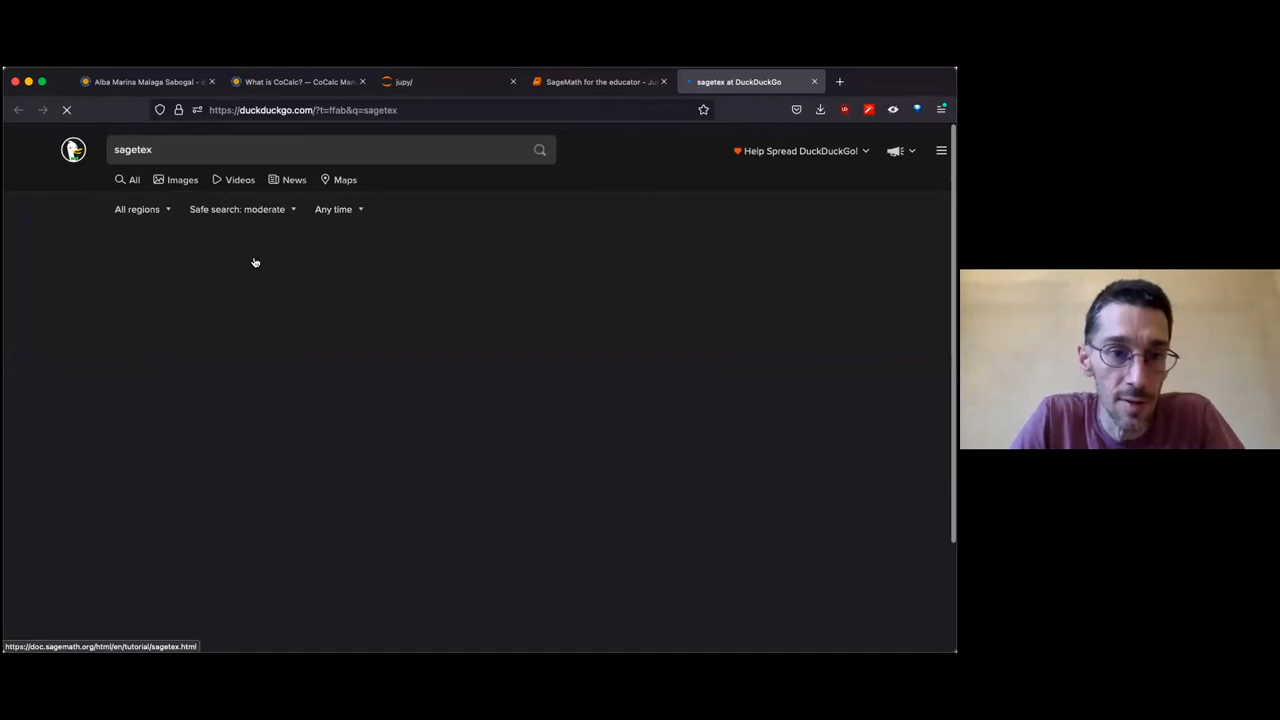 Alba Marina Malaga Sabogal - c
What is CoCalc? — CoCalc Man
jupy/
SageMath for the educator - Ju
sagetex at DuckDuckGo
https://duckduckgo.com/?t=ffab&q=sagetex
sagetex
Help Spread DuckDuckGo!
All
Images
Videos
News
Maps
All regions
Safe search: moderate
Any time
https://doc.sagemath.org/html/en/tutorial/sagetex.html